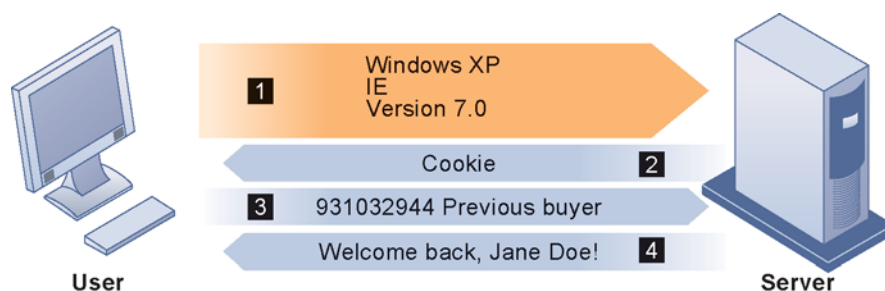 1
Windows XP
IE
Version 7.0
Cookie 2
3 931032944 Previous buyer
Welcome back, Jane Doe! 4
User
Server